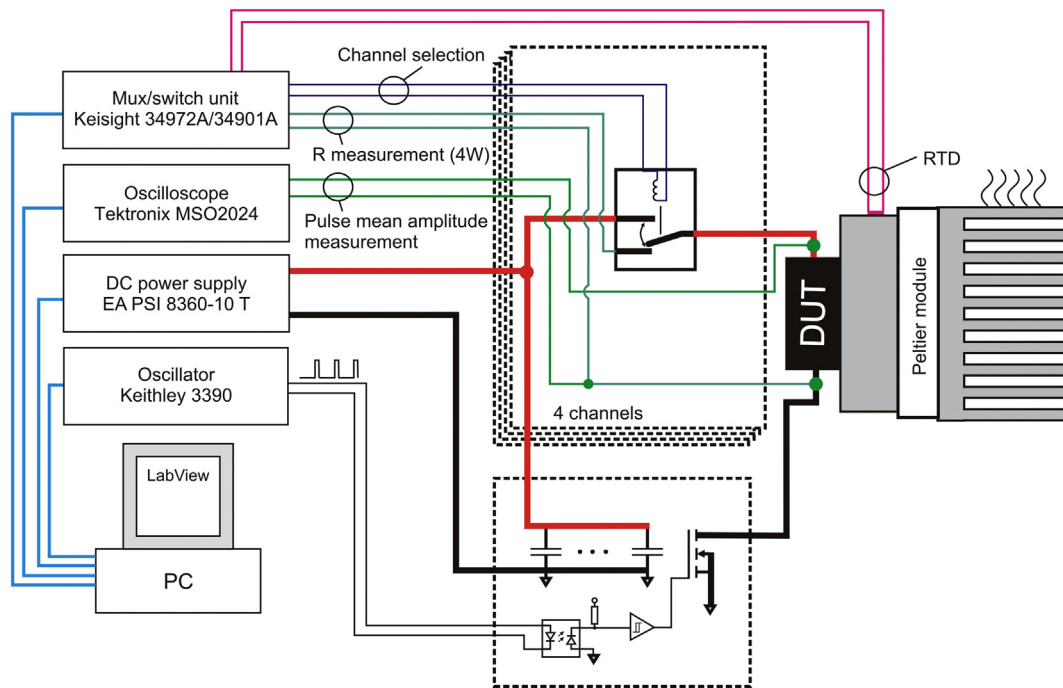 Channel selection
Mux/switch unit
Keisight 34972A/34901A
R measurement (4W)
RTD
Oscilloscope
Tektronix MSO2024
Pulse mean amplitude
measurement
DC power supply
EA PSI 8360-10 T
DUT
Peltier module
Oscillator
Keithley 3390
4 channels
LabView
PC